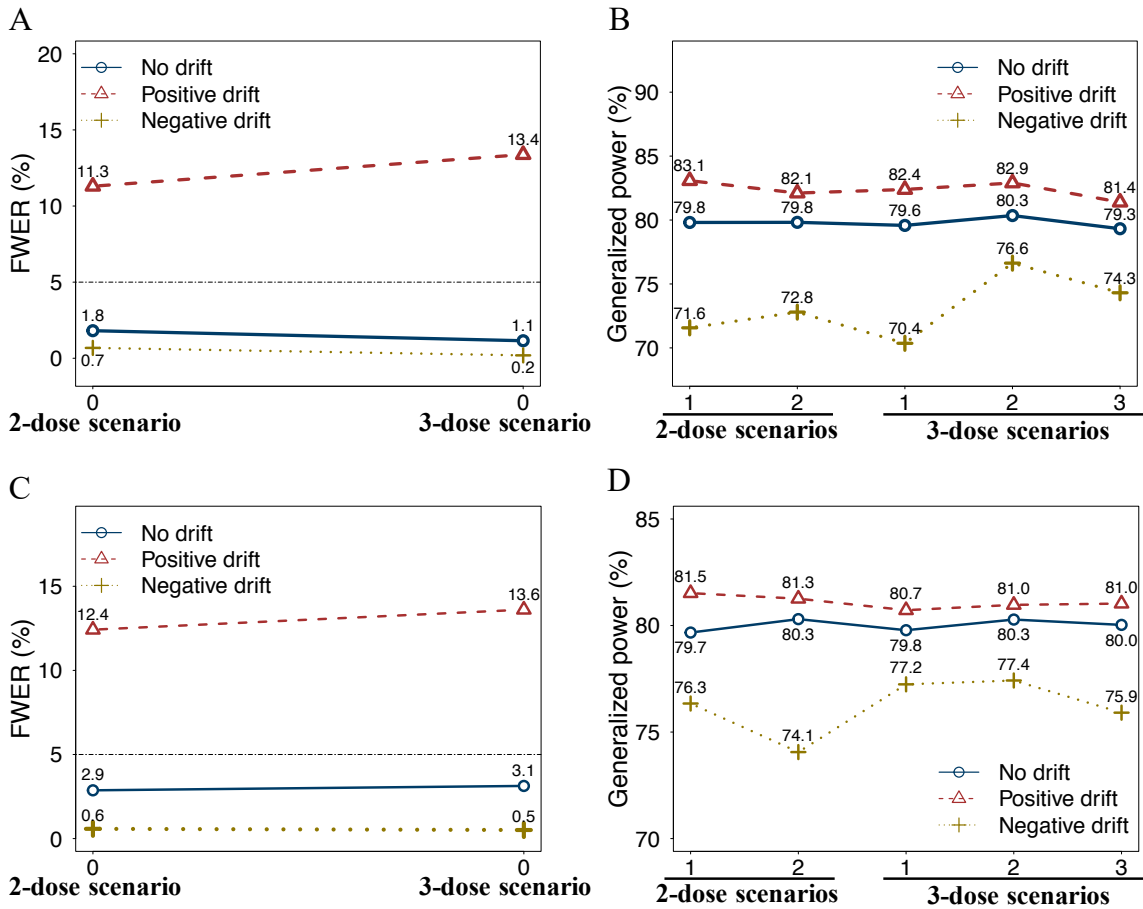 A
FWER (%)
20
15
10
5
0
No drift
Positive drift
Negative drift
11.3
13.4
1.8
1.1
0.7
0.2
0
0
2-dose scenario
3-dose scenario
B
Generalized power (%)
90
85
80
75
70
No drift
Positive drift
Negative drift
83.1
82.1
82.4
82.9
81.4
79.8
79.8
79.6
80.3
79.3
71.6
72.8
70.4
76.6
74.3
1
2
1
2
3
2-dose scenarios
3-dose scenarios
C
FWER (%)
15
10
5
0
No drift
Positive drift
Negative drift
12.4
13.6
2.9
3.1
0.6
0.5
0
0
2-dose scenario
3-dose scenario
D
Generalized power (%)
85
80
75
70
81.5
81.3
80.7
81.0
81.0
79.7
80.3
79.8
80.3
80.0
76.3
74.1
77.2
77.4
75.9
No drift
Positive drift
Negative drift
1
2
1
2
3
2-dose scenarios
3-dose scenarios